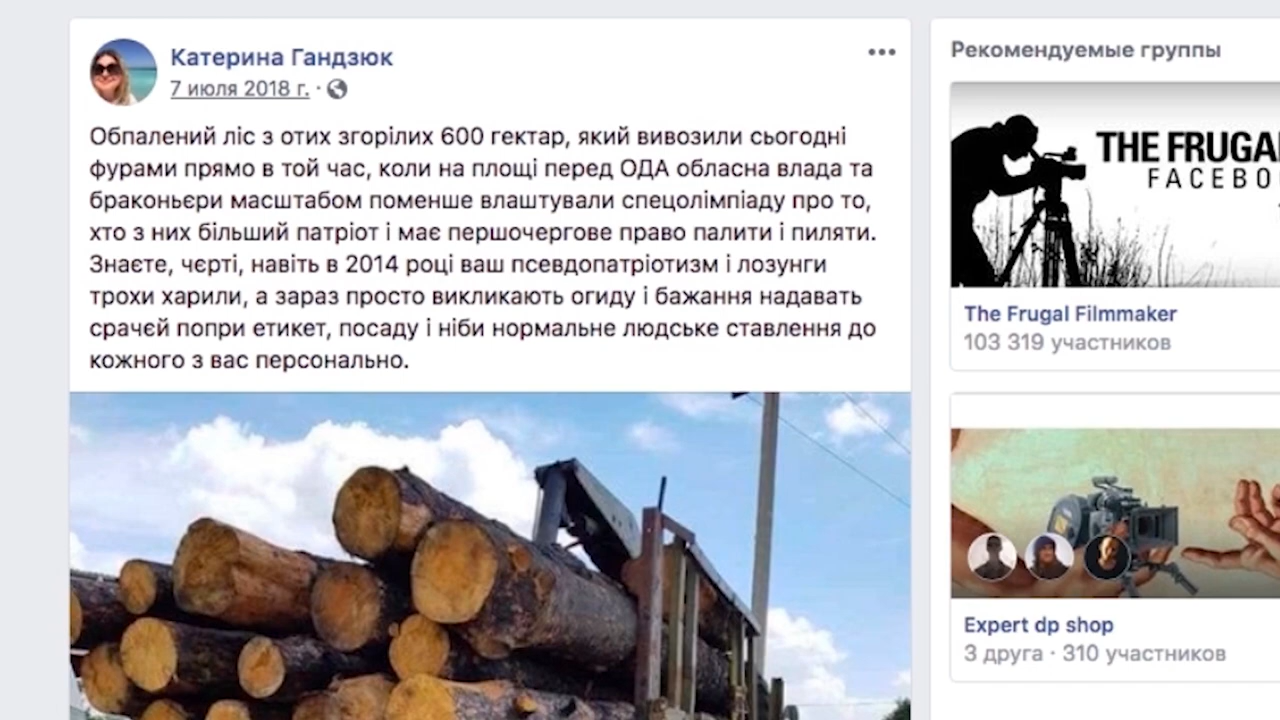 Катерина Гандзюк
7 июля 2018 г. ·
Обпалений ліс з отих згорілих 600 гектар, який вивозили сьогодні
фурами прямо в той час, коли на площі перед ОДА обласна влада та
браконьєри масштабом поменше влаштували спецолімпіаду про то,
хто з них більший патріот і має першочергове право палити і пиляти.
Знаєте, чєрті, навіть в 2014 році ваш псевдопатріотизм і лозунги
трохи харили, а зараз просто викликають огиду і бажання надавать
срачєй попри етикет, посаду і ніби нормальне людське ставлення до
кожного з вас персонально.
Рекомендуемые группы
THE FRUGAL
FACEBO
The Frugal Filmmaker
103 319 участников
Expert dp shop
3 друга · 310 участников